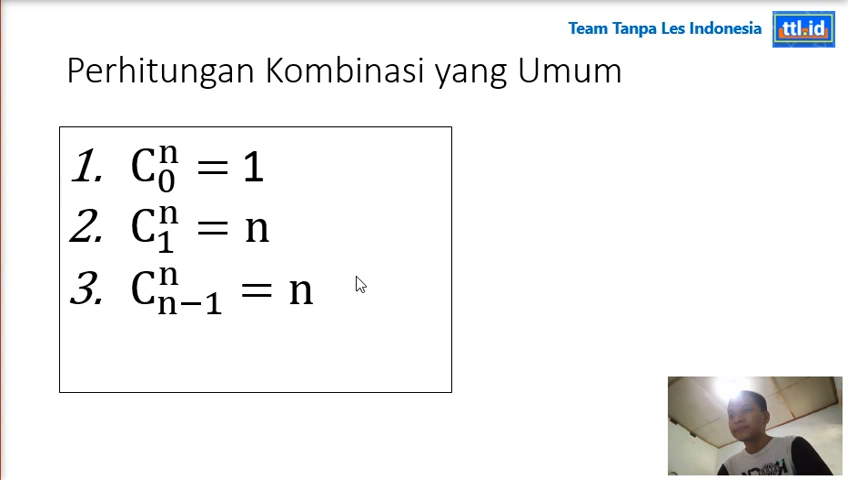 Team Tanpa Les Indonesia ttl.id
Perhitungan Kombinasi yang Umum
1. C₀ⁿ = 1
2. C₁ⁿ = n
3. Cₙ₋₁ⁿ = n